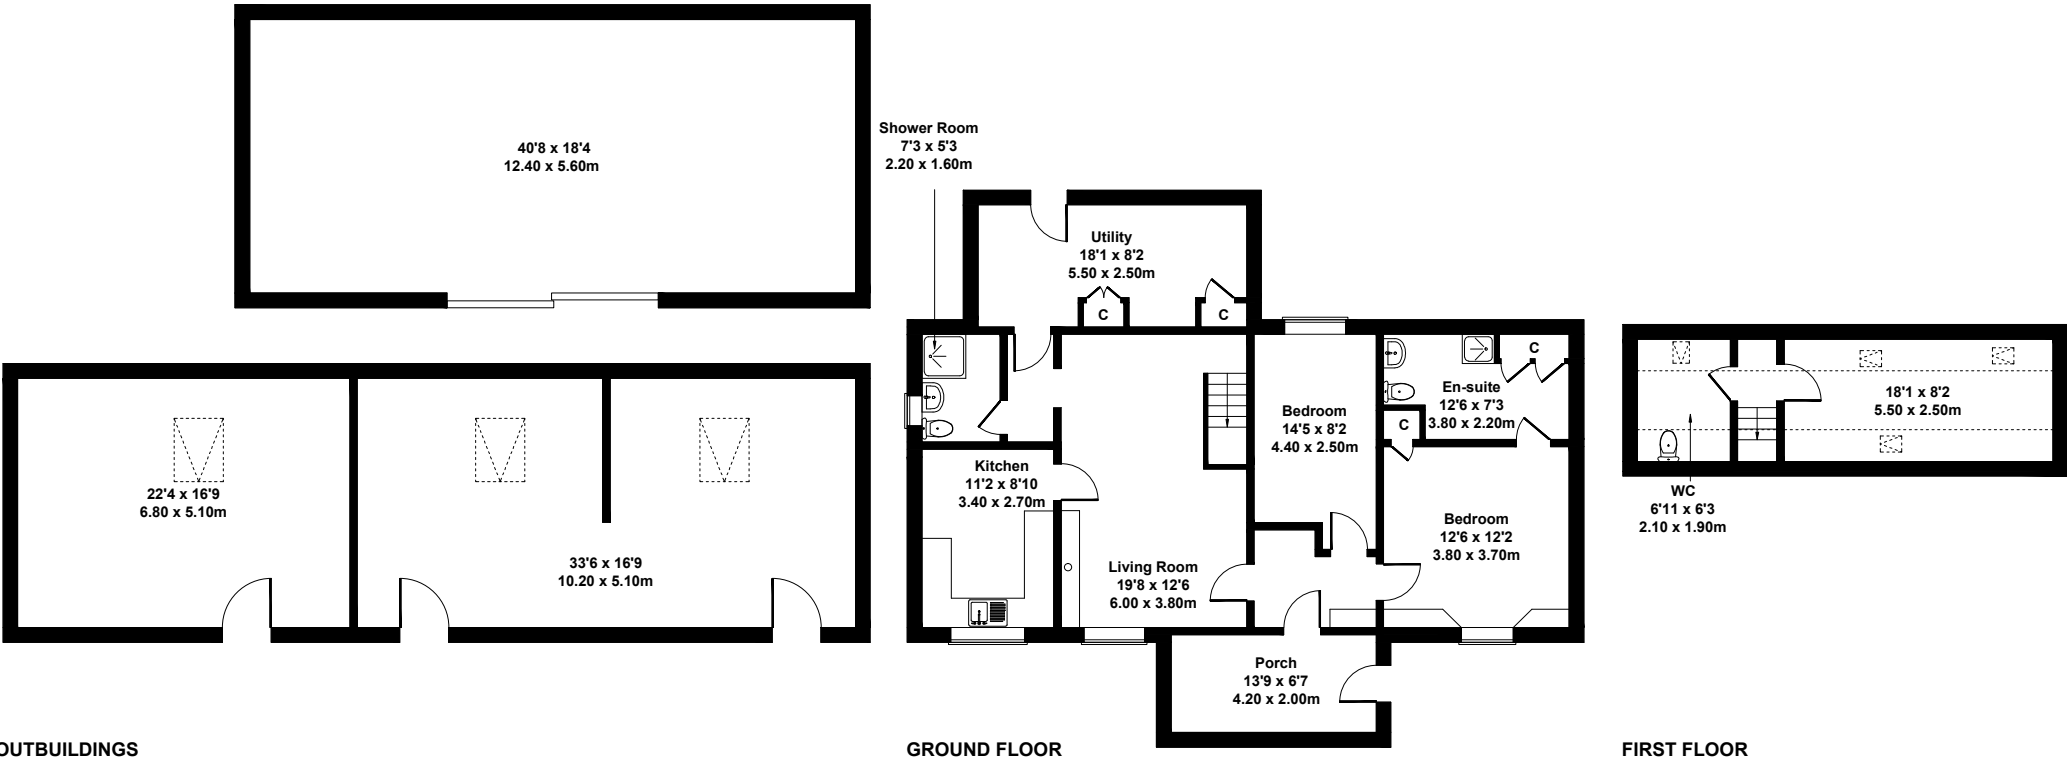 40'8 x 18'4
12.40 x 5.60m
22'4 x 16'9
6.80 x 5.10m
33'6 x 16'9
10.20 x 5.10m
OUTBUILDINGS
Shower Room
7'3 x 5'3
2.20 x 1.60m
Utility
18'1 x 8'2
5.50 x 2.50m
C
C
Bedroom
14'5 x 8'2
4.40 x 2.50m
En-suite
12'6 x 7'3
3.80 x 2.20m
C
C
Kitchen
11'2 x 8'10
3.40 x 2.70m
Living Room
19'8 x 12'6
6.00 x 3.80m
Bedroom
12'6 x 12'2
3.80 x 3.70m
Porch
13'9 x 6'7
4.20 x 2.00m
GROUND FLOOR
18'1 x 8'2
5.50 x 2.50m
WC
6'11 x 6'3
2.10 x 1.90m
FIRST FLOOR